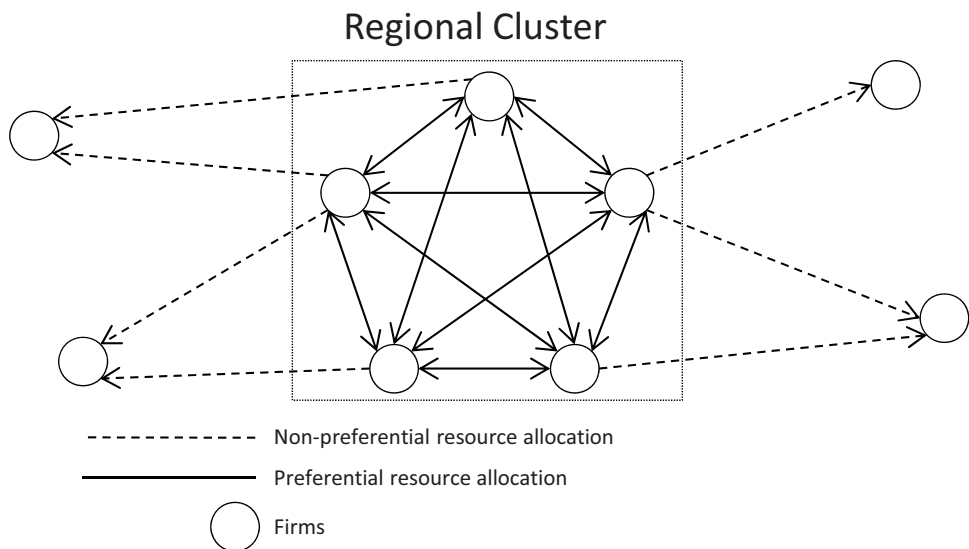 Regional Cluster
Non-preferential resource allocation
Preferential resource allocation
Firms